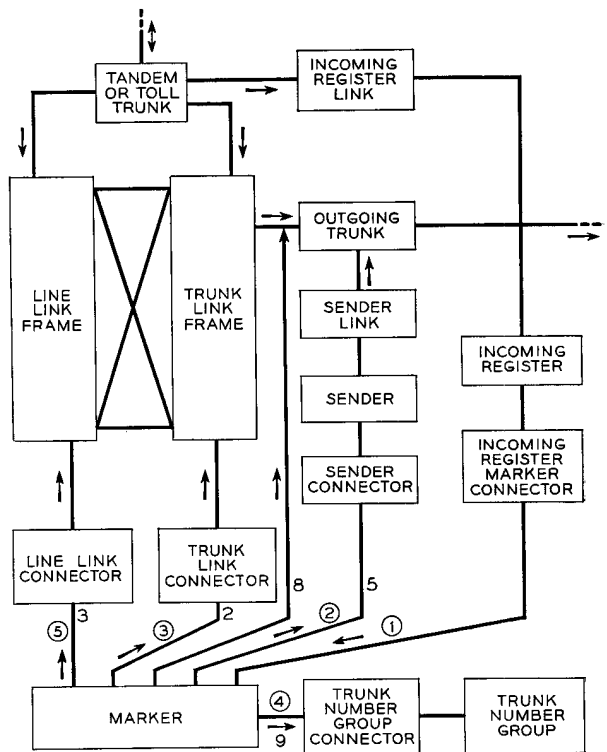 TANDEM
OR TOLL
TRUNK
INCOMING
REGISTER
LINK
LINE
LINK
FRAME
TRUNK
LINK
FRAME
OUTGOING
TRUNK
SENDER
LINK
SENDER
SENDER
CONNECTOR
INCOMING
REGISTER
INCOMING
REGISTER
MARKER
CONNECTOR
LINE LINK
CONNECTOR
TRUNK
LINK
CONNECTOR
3
2
8
5
⑤
③
②
①
MARKER
④
9
TRUNK
NUMBER
GROUP
CONNECTOR
TRUNK
NUMBER
GROUP